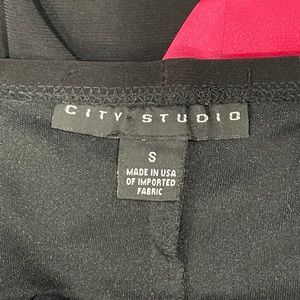 CITY STUDIO
S
MADE IN USA
OF IMPORTED
FABRIC